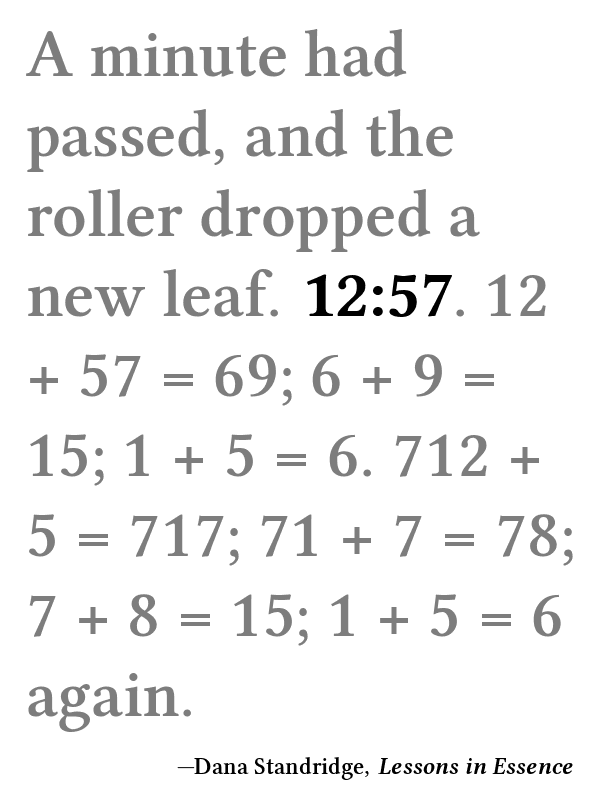 A minute had
passed, and the
roller dropped a
new leaf. 12:57. 12
+ 57 = 69; 6 + 9 =
15; 1 + 5 = 6. 712 +
5 = 717; 71 + 7 = 78;
7 + 8 = 15; 1 + 5 = 6
again.
—Dana Standridge, Lessons in Essence